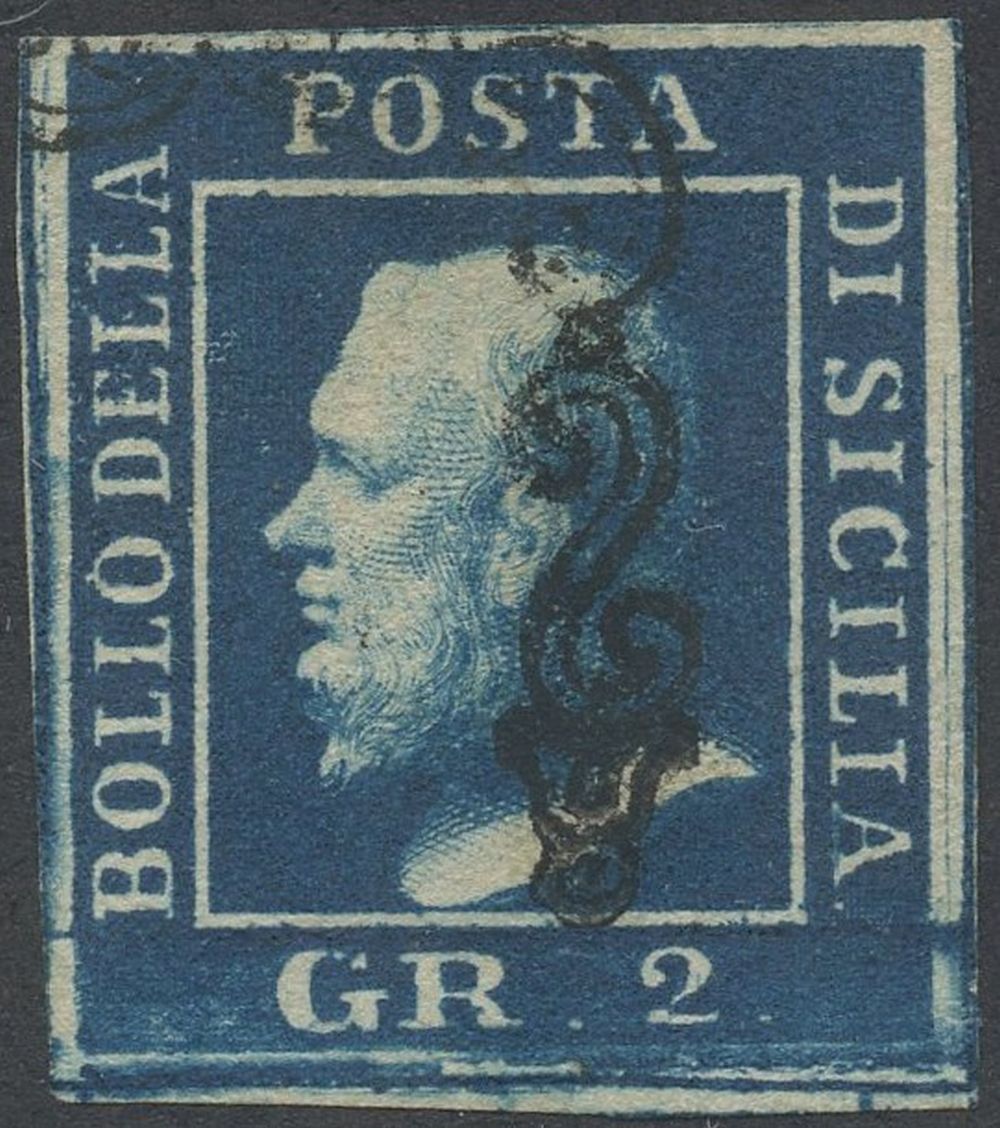 BOLLO DELLA
POSTA
DI SICILIA.
GR. 2.